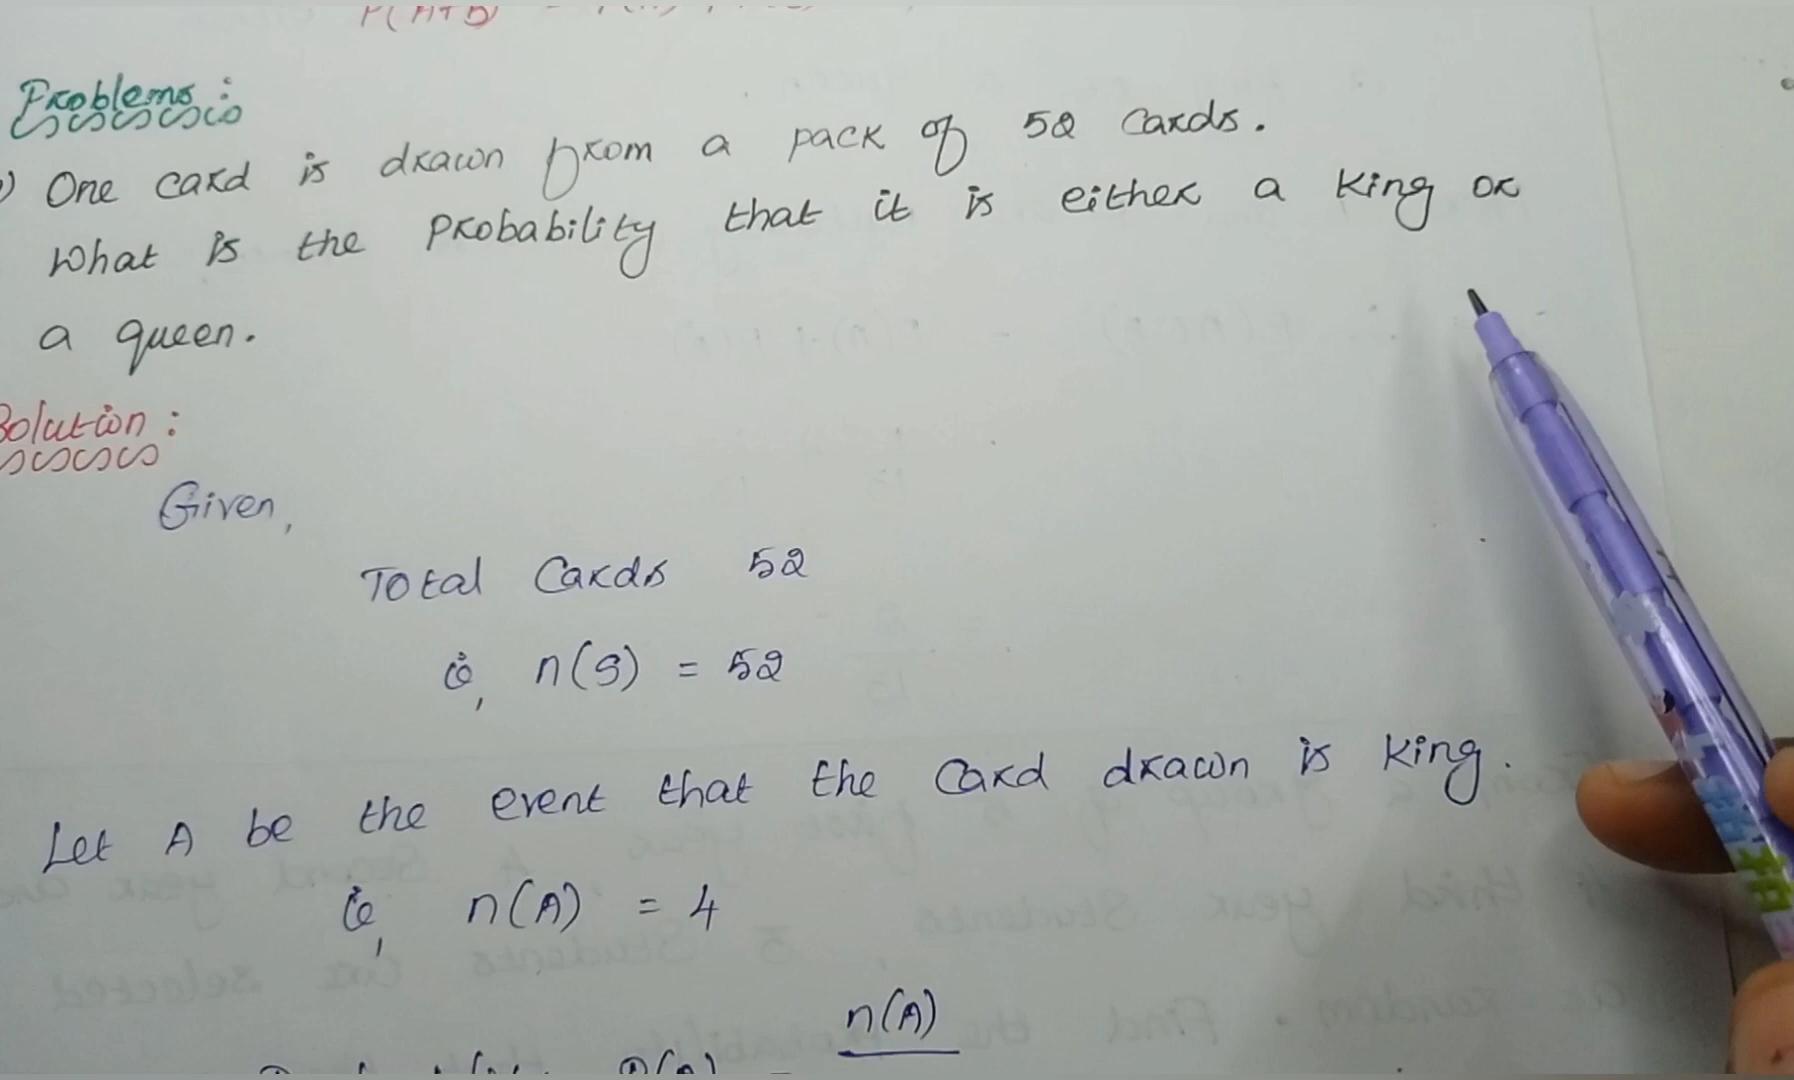 P(A+B)
Problems:
) One card is drawn from a pack of 52 cards.
What is the probability that it is either a king or
a queen.
Solution:
Given,
Total Cards 52
ie, n(S) = 52
Let A be the event that the card drawn is king.
ie, n(A) = 4
n(A)